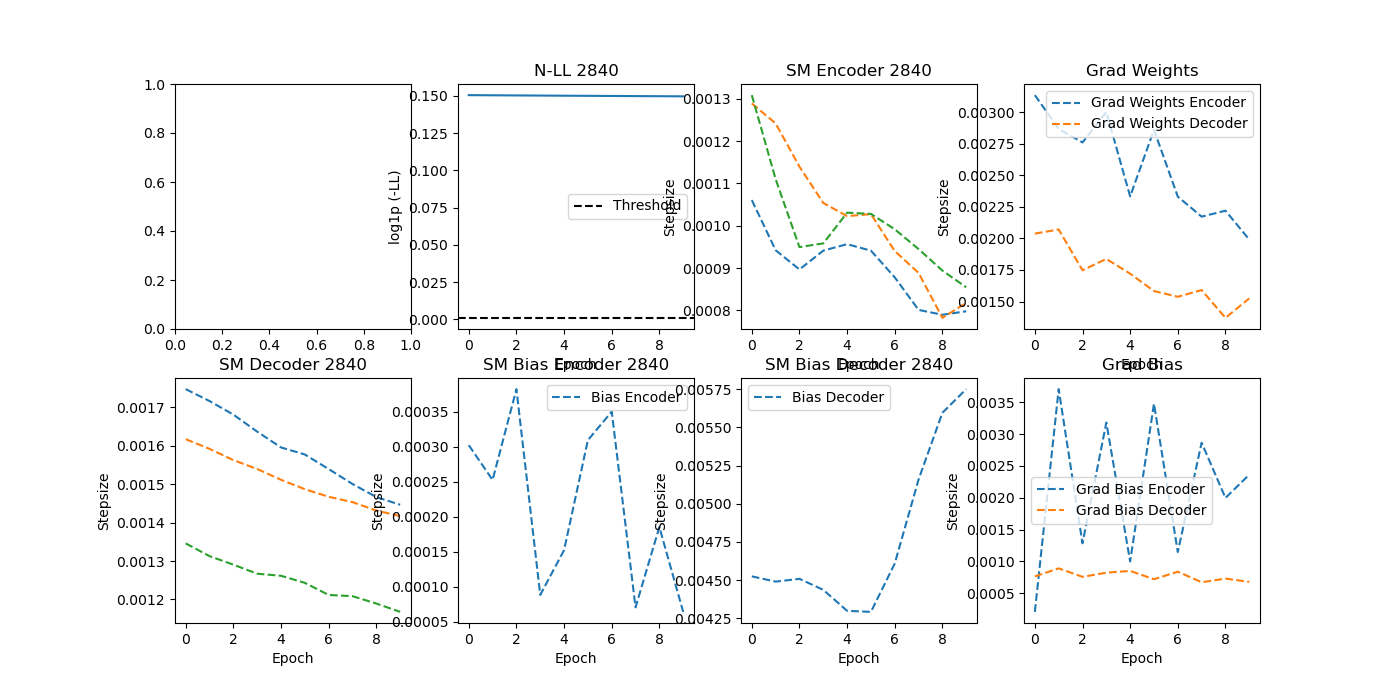 N-LL 2840
SM Encoder 2840
Grad Weights
1.0
0.8
0.6
0.4
0.2
0.0
0.0 0.2 0.4 0.6 0.8 1.0
log1p (-LL)
0.150
0.125
0.100
0.075
0.050
0.025
0.000
Threshold
0 2 4 6 8
Epoch
Stepsize
0.0013
0.0012
0.0011
0.0010
0.0009
0.0008
0 2 4 6 8
Epoch
Stepsize
0.00300
0.00275
0.00250
0.00225
0.00200
0.00175
0.00150
Grad Weights Encoder
Grad Weights Decoder
0 2 4 6 8
Epoch
SM Decoder 2840
SM Bias Encoder 2840
SM Bias Decoder 2840
Grad Bias
Stepsize
0.0017
0.0016
0.0015
0.0014
0.0013
0.0012
0 2 4 6 8
Epoch
Stepsize
0.00035
0.00030
0.00025
0.00020
0.00015
0.00010
0.00005
Bias Encoder
0 2 4 6 8
Epoch
Stepsize
0.00575
0.00550
0.00525
0.00500
0.00475
0.00450
0.00425
Bias Decoder
0 2 4 6 8
Epoch
Stepsize
0.0035
0.0030
0.0025
0.0020
0.0015
0.0010
0.0005
Grad Bias Encoder
Grad Bias Decoder
0 2 4 6 8
Epoch